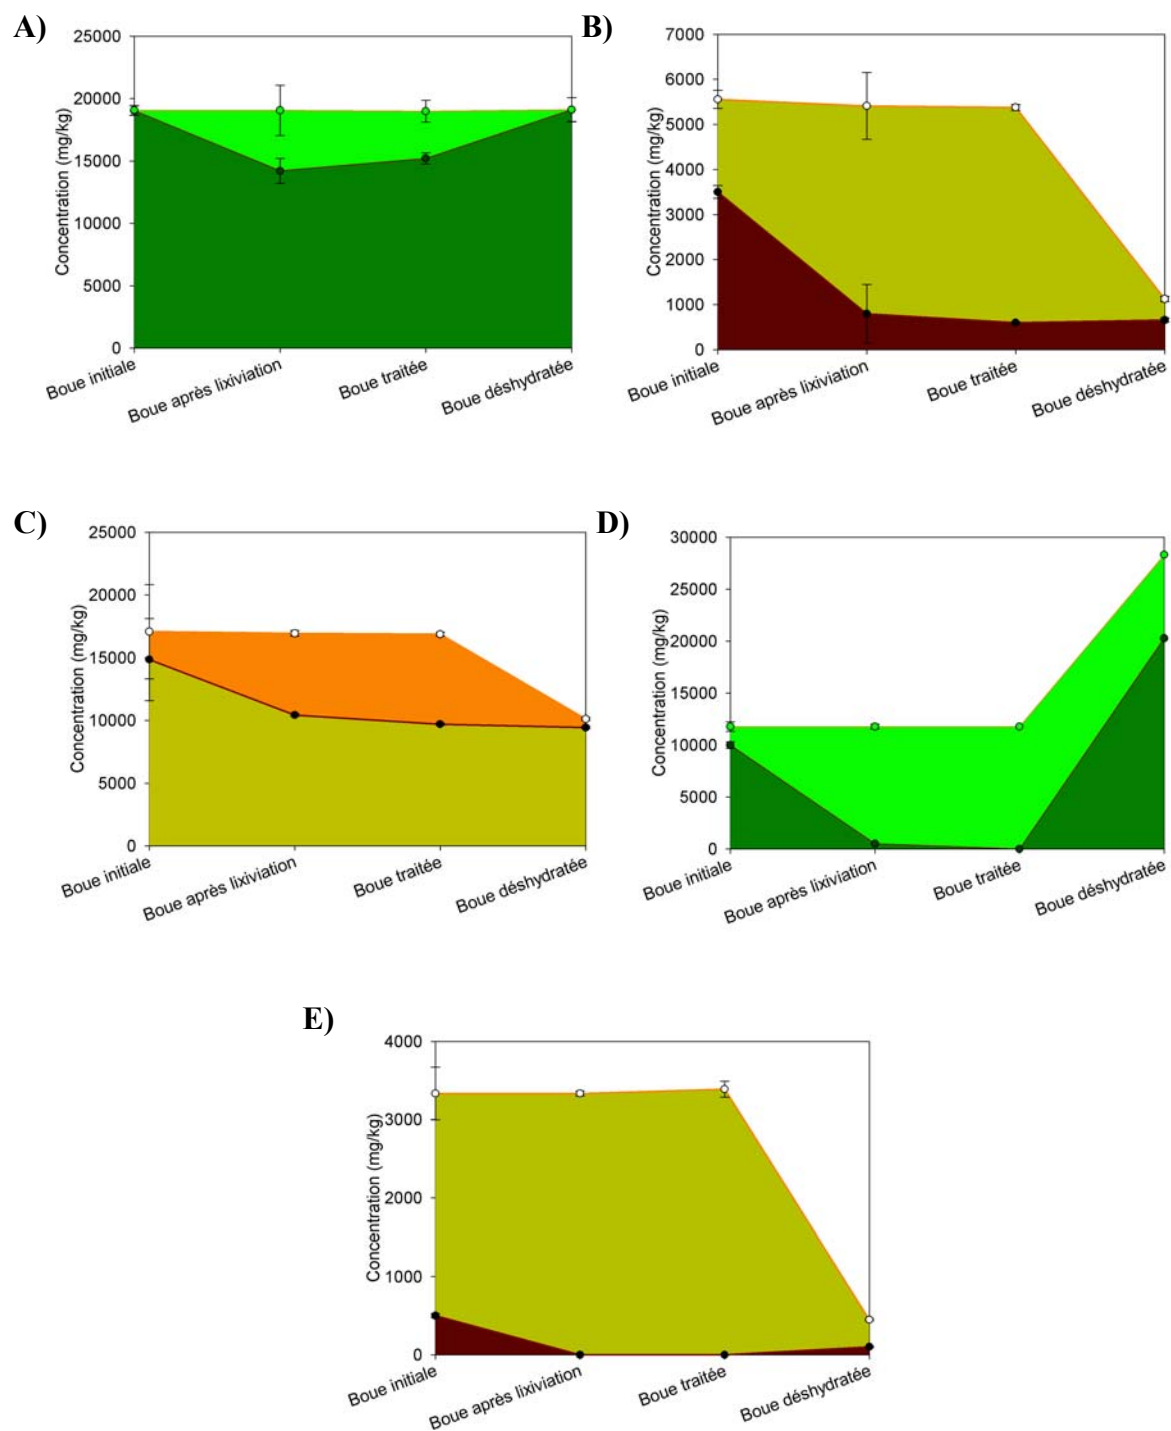 A)
Concentration (mg/kg)
25000
20000
15000
10000
5000
0
Boue initiale
Boue après lixiviation
Boue traitée
Boue déshydratée
B)
Concentration (mg/kg)
7000
6000
5000
4000
3000
2000
1000
0
Boue initiale
Boue après lixiviation
Boue traitée
Boue déshydratée
C)
Concentration (mg/kg)
25000
20000
15000
10000
5000
0
Boue initiale
Boue après lixiviation
Boue traitée
Boue déshydratée
D)
Concentration (mg/kg)
30000
25000
20000
15000
10000
5000
0
Boue initiale
Boue après lixiviation
Boue traitée
Boue déshydratée
E)
Concentration (mg/kg)
4000
3000
2000
1000
0
Boue initiale
Boue après lixiviation
Boue traitée
Boue déshydratée